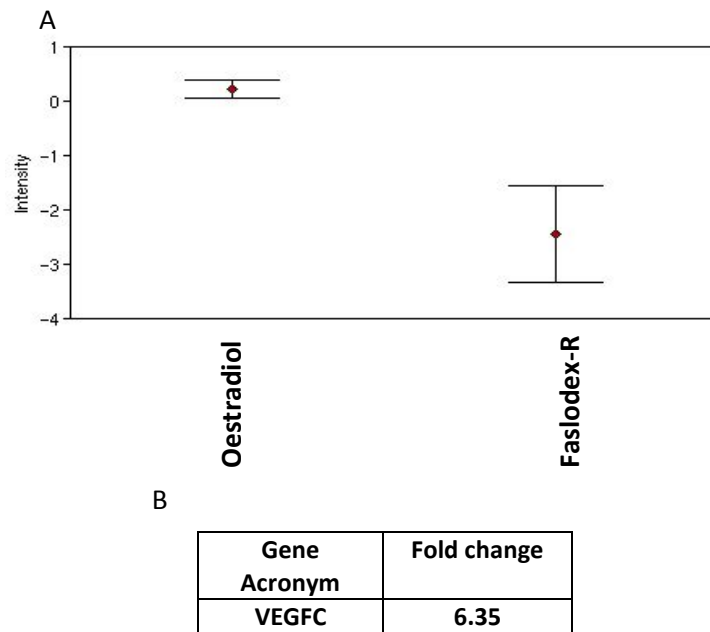 A
1
0
-1
-2
-3
-4
Intensity
Oestradiol
Faslodex-R
B
Gene Fold change
Acronym
VEGFC 6.35